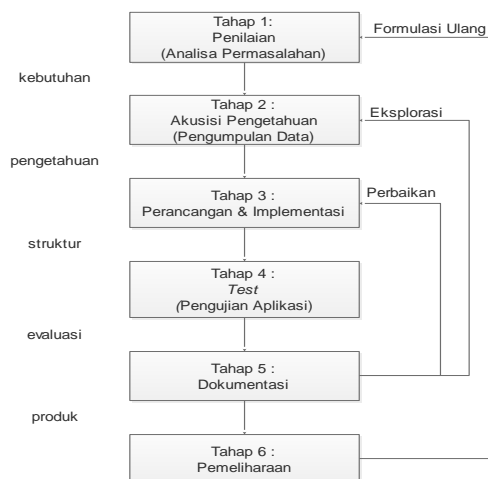 Tahap 1:
Penilaian
(Analisa Permasalahan)
Formulasi Ulang
kebutuhan
Tahap 2 :
Akusisi Pengetahuan
(Pengumpulan Data)
Eksplorasi
pengetahuan
Tahap 3 :
Perancangan & Implementasi
Perbaikan
struktur
Tahap 4 :
Test
(Pengujian Aplikasi)
evaluasi
Tahap 5 :
Dokumentasi
produk
Tahap 6 :
Pemeliharaan